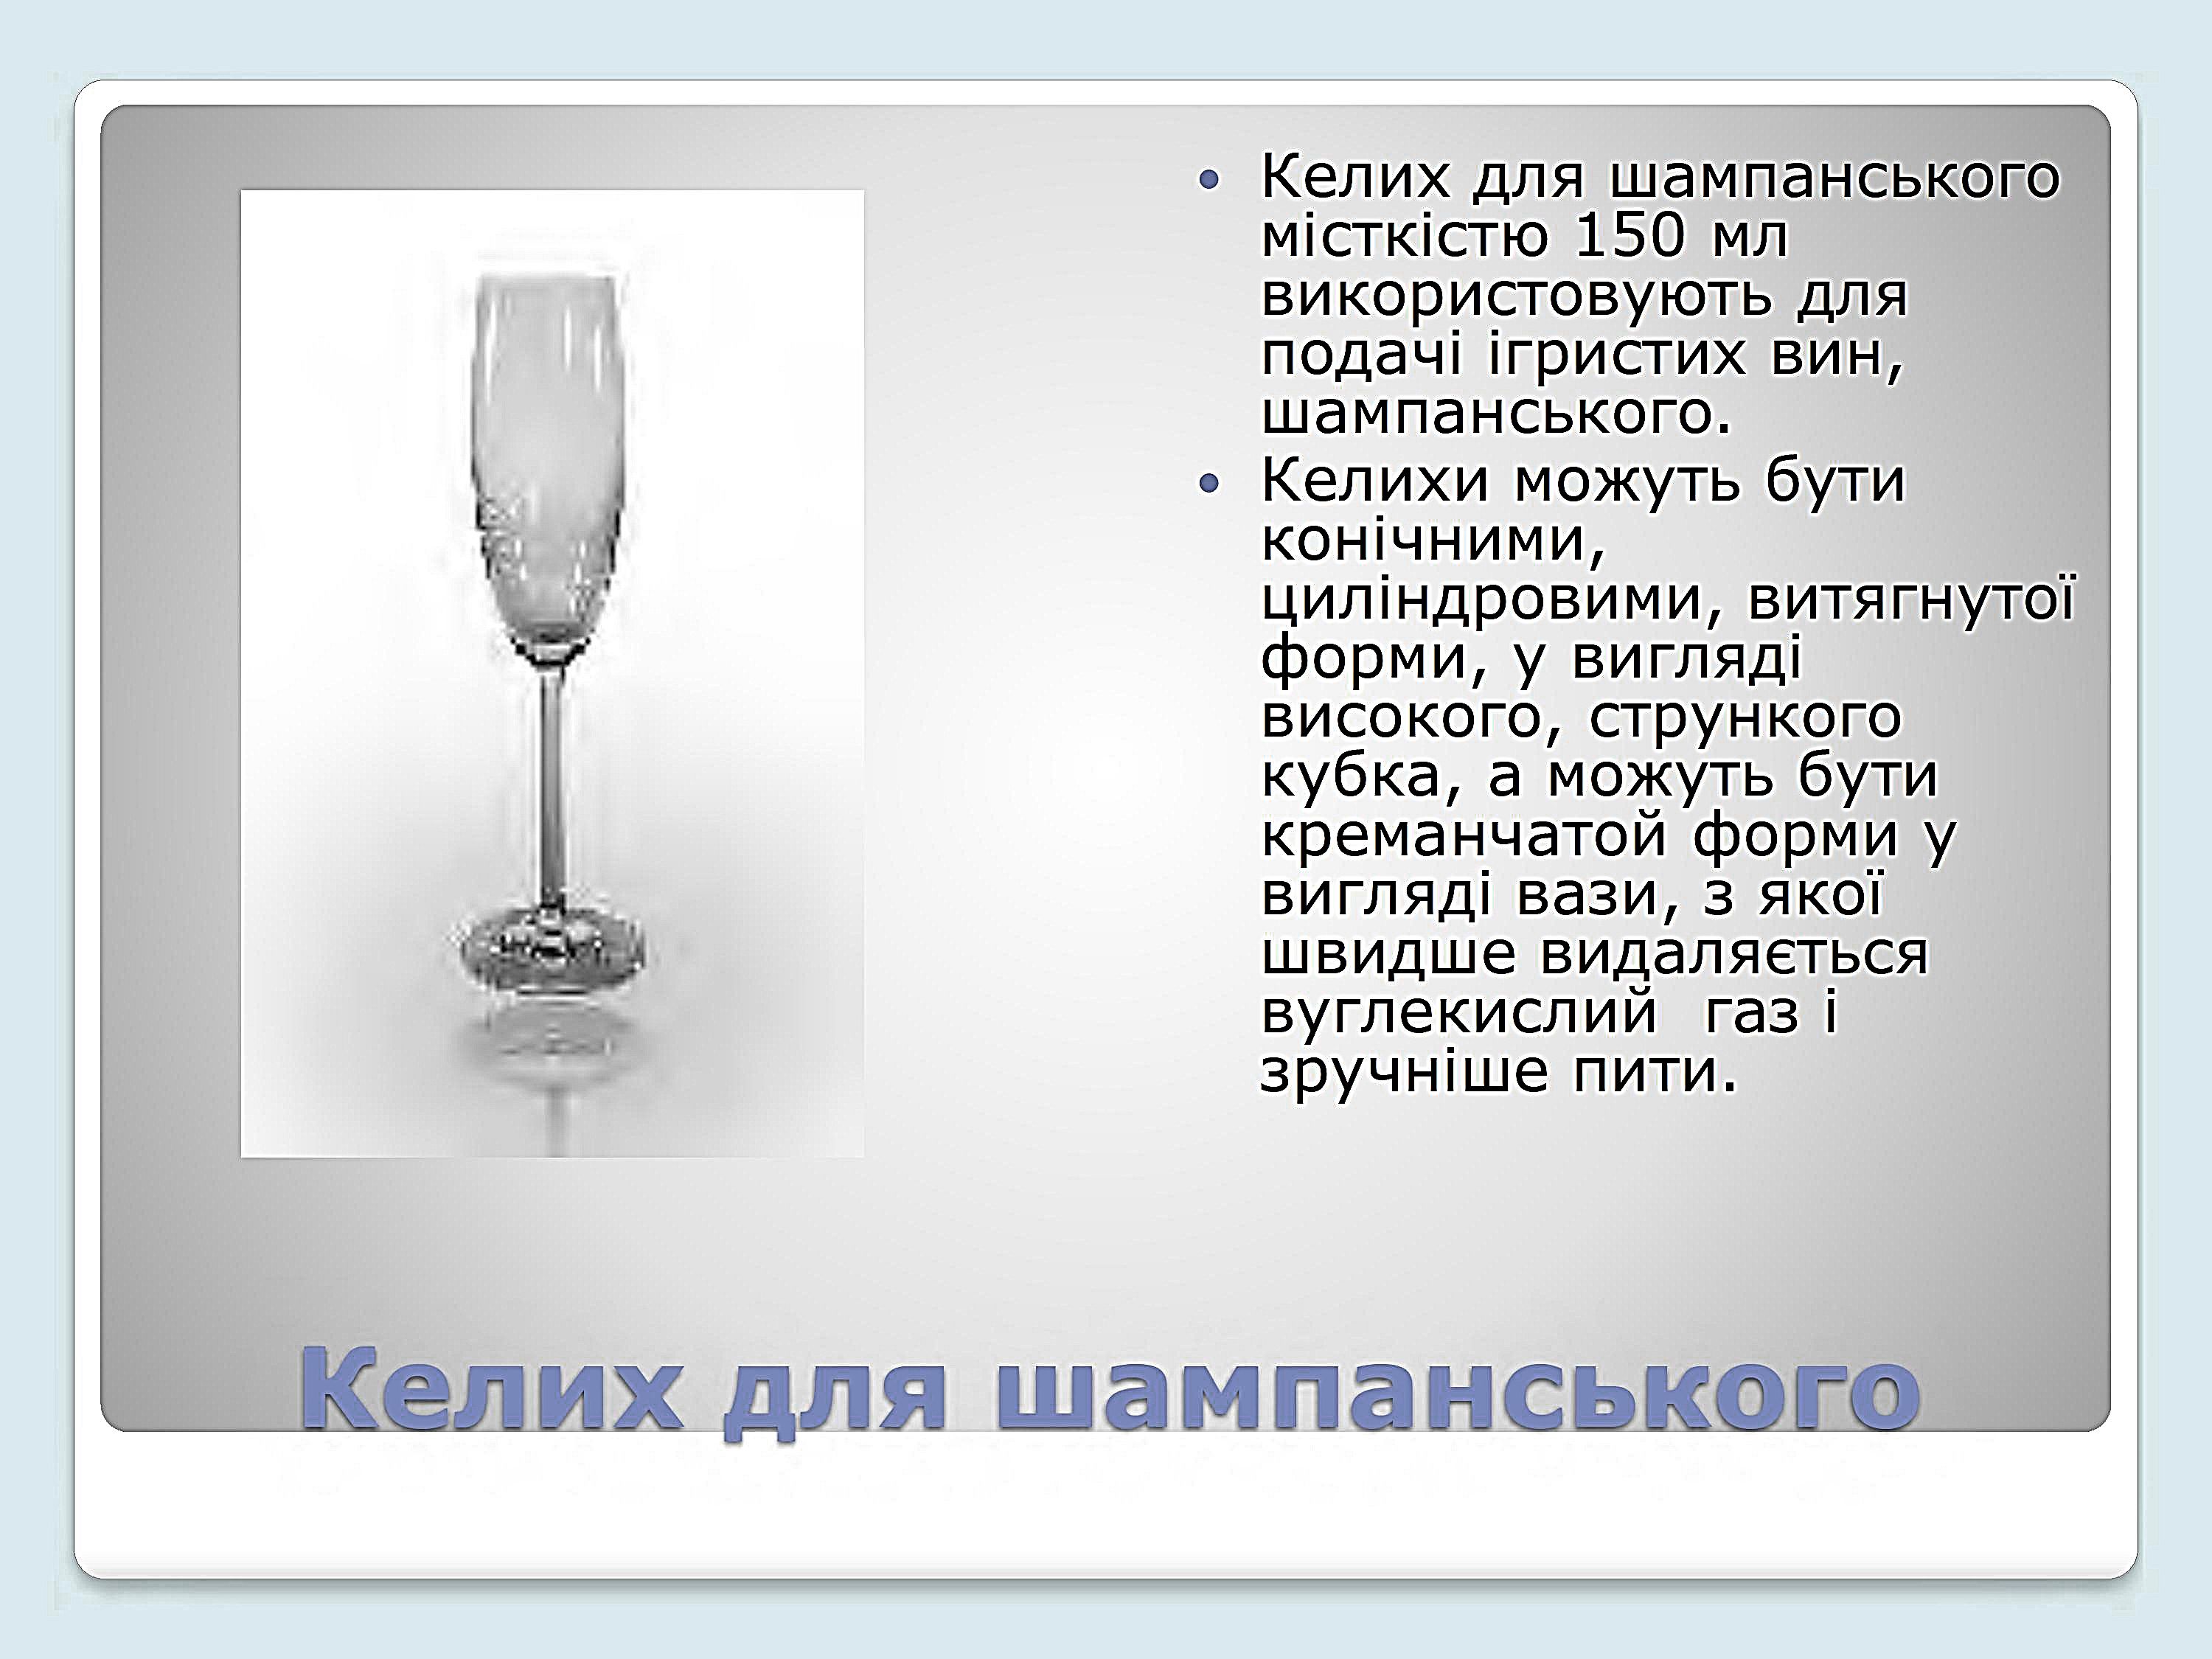 Келих для шампанського
місткістю 150 мл
використовують для
подачі ігристих вин,
шампанського.
Келихи можуть бути
конічними,
циліндровими, витягнутої
форми, у вигляді
високого, стрункого
кубка, а можуть бути
креманчатой форми у
вигляді вази, з якої
швидше видаляється
вуглекислий  газ і
зручніше пити.
Келих для шампанського